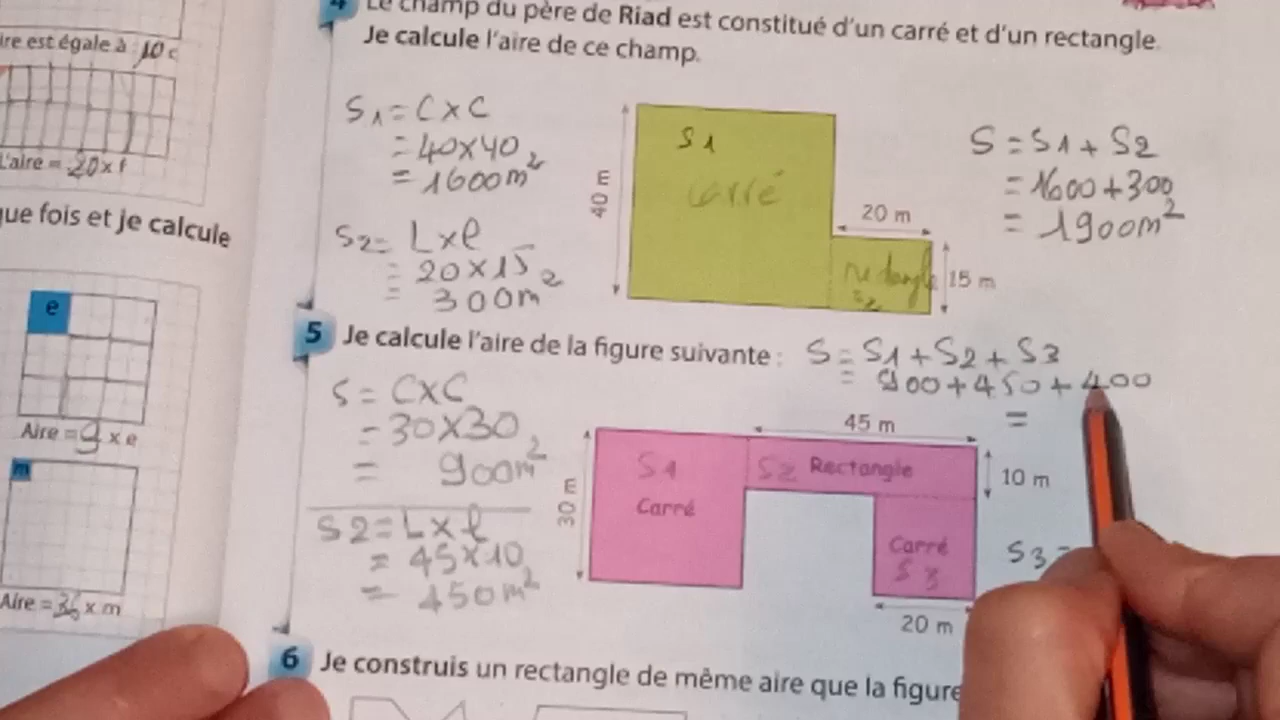 4 Le champ du père de Riad est constitué d'un carré et d'un rectangle.
Je calcule l'aire de ce champ.
S1 = C x C
= 40 x 40
= 1600 m²
S2 = L x l
= 20 x 15
= 300 m²
40 m
S1
carré
20 m
rectangle
15 m
S = S1 + S2
= 1600 + 300
= 1900 m²
5 Je calcule l'aire de la figure suivante :
S = S1 + S2 + S3
= 900 + 450 + 400
=
S = C x C
= 30 x 30
= 900 m²
S2 = L x l
= 45 x 10
= 450 m²
30 m
S1
Carré
45 m
S2 Rectangle
10 m
Carré
S3
20 m
S3 =
6 Je construis un rectangle de même aire que la figure
ire est égale à 10 c
L'aire = 20 x f
que fois et je calcule
e
Aire = 9 x e
m
Aire = 36 x m